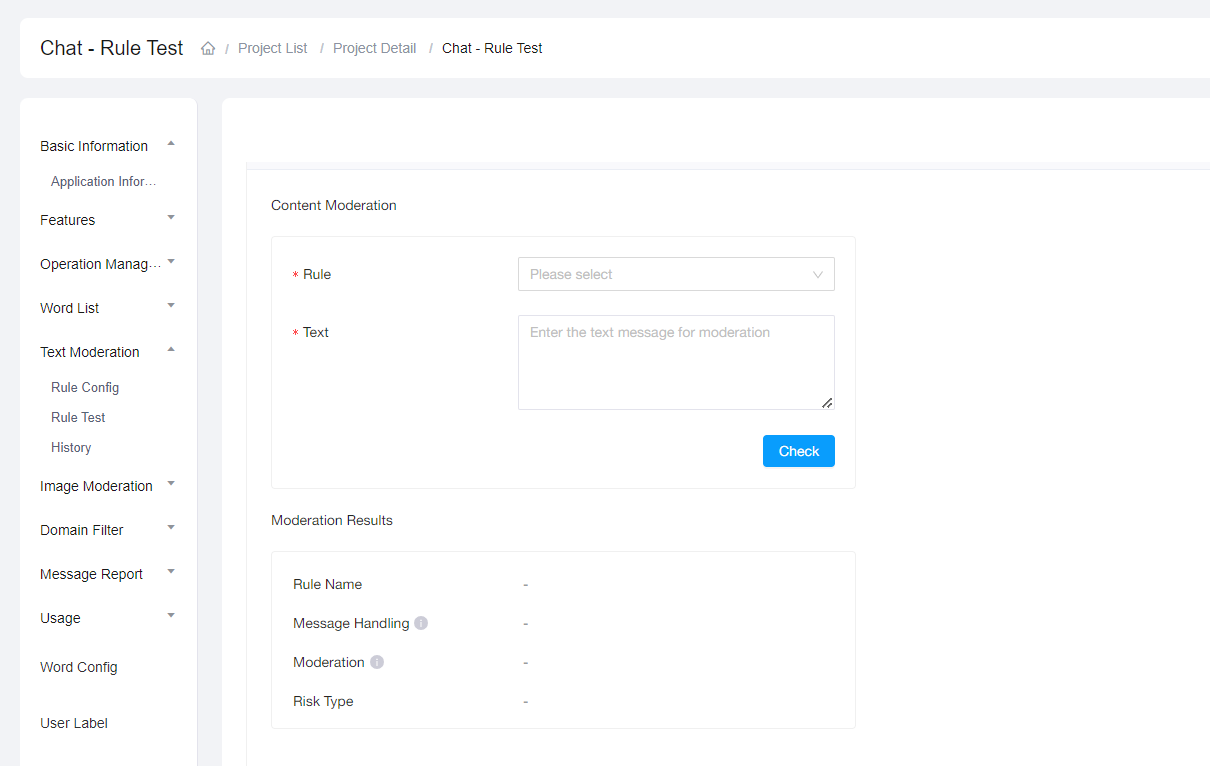 Chat - Rule Test / Project List / Project Detail / Chat - Rule Test
Basic Information
Application Infor...
Features
Operation Manag...
Word List
Text Moderation
Rule Config
Rule Test
History
Image Moderation
Domain Filter
Message Report
Usage
Word Config
User Label
Content Moderation
* Rule Please select
* Text Enter the text message for moderation
Check
Moderation Results
Rule Name -
Message Handling i -
Moderation i -
Risk Type -